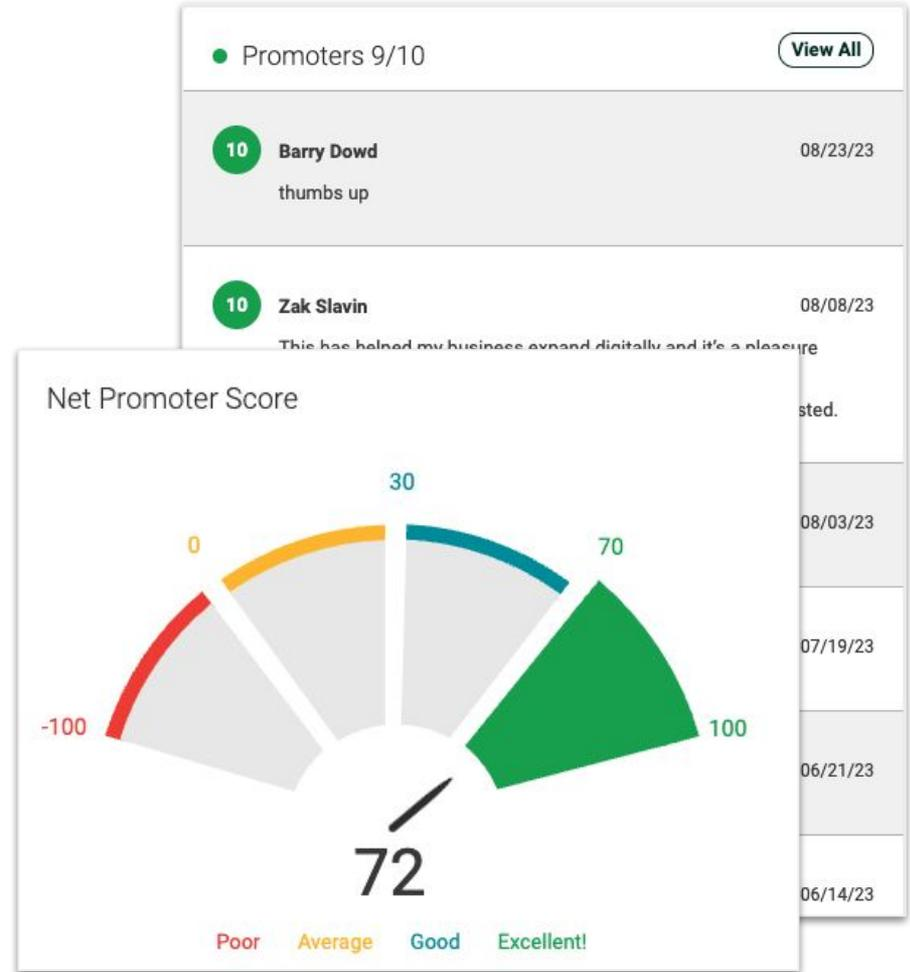 Promoters 9/10
View All
10
Barry Dowd
08/23/23
thumbs up
10
Zak Slavin
08/08/23
This has helped my business expand digitally and it's a pleasure
sted.
08/03/23
07/19/23
06/21/23
06/14/23
Net Promoter Score
30
0
70
-100
100
72
Poor Average Good Excellent!